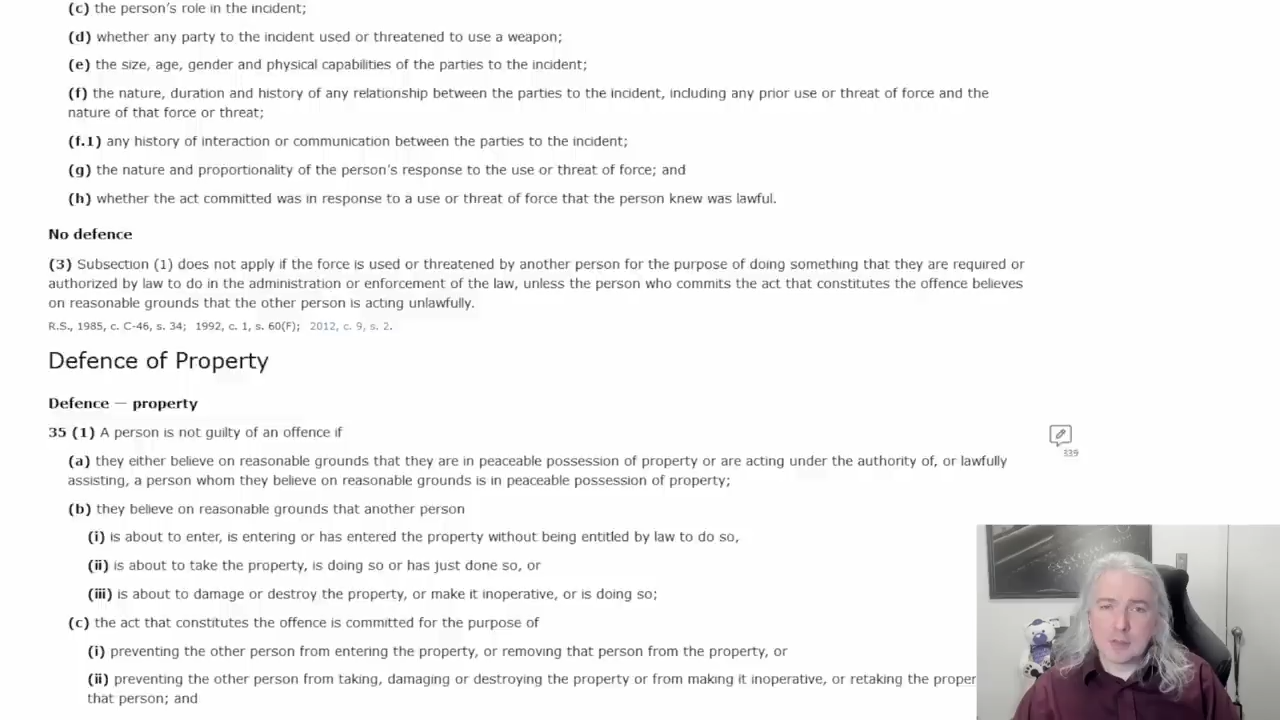 (c) the person's role in the incident;
(d) whether any party to the incident used or threatened to use a weapon;
(e) the size, age, gender and physical capabilities of the parties to the incident;
(f) the nature, duration and history of any relationship between the parties to the incident, including any prior use or threat of force and the
nature of that force or threat;
(f.1) any history of interaction or communication between the parties to the incident;
(g) the nature and proportionality of the person's response to the use or threat of force; and
(h) whether the act committed was in response to a use or threat of force that the person knew was lawful.
No defence
(3) Subsection (1) does not apply if the force is used or threatened by another person for the purpose of doing something that they are required or
authorized by law to do in the administration or enforcement of the law, unless the person who commits the act that constitutes the offence believes
on reasonable grounds that the other person is acting unlawfully.
R.S., 1985, c. C-46, s. 34; 1992, c. 1, s. 60(F); 2012, c. 9, s. 2.
Defence of Property
Defence — property
35 (1) A person is not guilty of an offence if
339
(a) they either believe on reasonable grounds that they are in peaceable possession of property or are acting under the authority of, or lawfully
assisting, a person whom they believe on reasonable grounds is in peaceable possession of property;
(b) they believe on reasonable grounds that another person
(i) is about to enter, is entering or has entered the property without being entitled by law to do so,
(ii) is about to take the property, is doing so or has just done so, or
(iii) is about to damage or destroy the property, or make it inoperative, or is doing so;
(c) the act that constitutes the offence is committed for the purpose of
(i) preventing the other person from entering the property, or removing that person from the property, or
(ii) preventing the other person from taking, damaging or destroying the property or from making it inoperative, or retaking the proper
that person; and